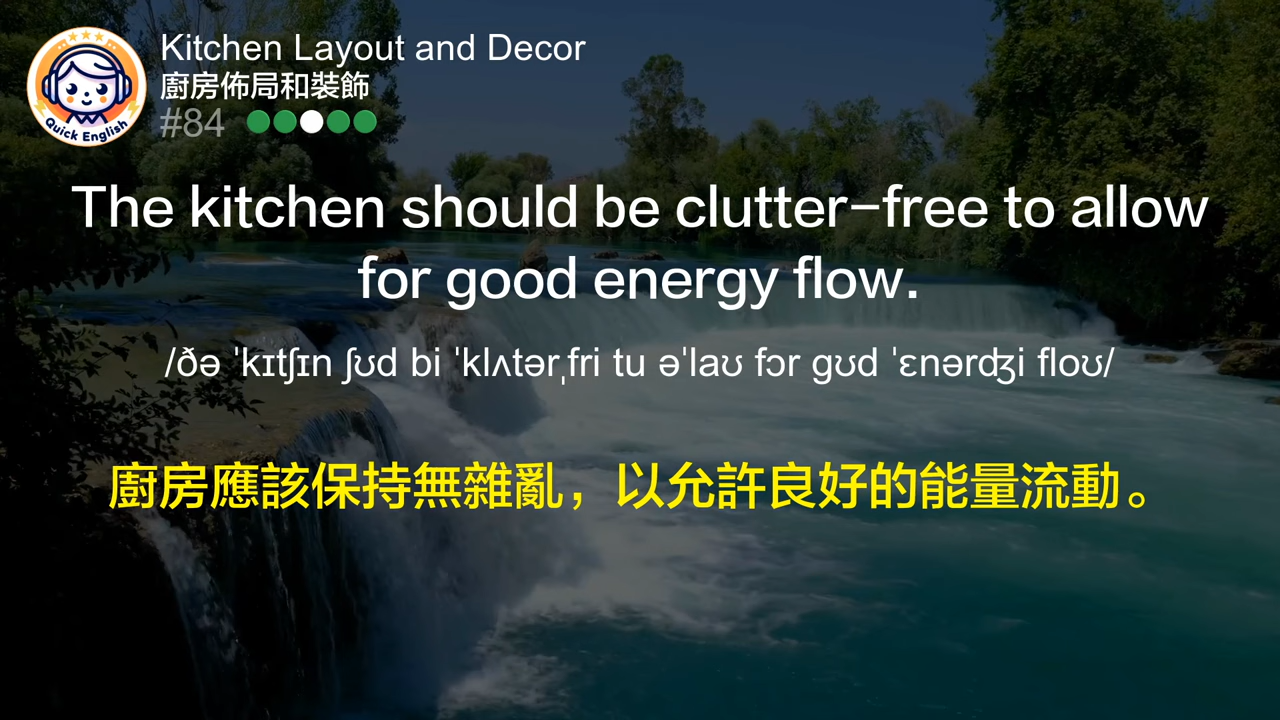 Quick English
Kitchen Layout and Decor
廚房佈局和裝飾
#84
The kitchen should be clutter-free to allow
for good energy flow.
/ðə ˈkɪtʃɪn ʃʊd bi ˈklʌtərˌfri tu əˈlaʊ fɔr gʊd ˈɛnərʤi floʊ/
廚房應該保持無雜亂，以允許良好的能量流動。